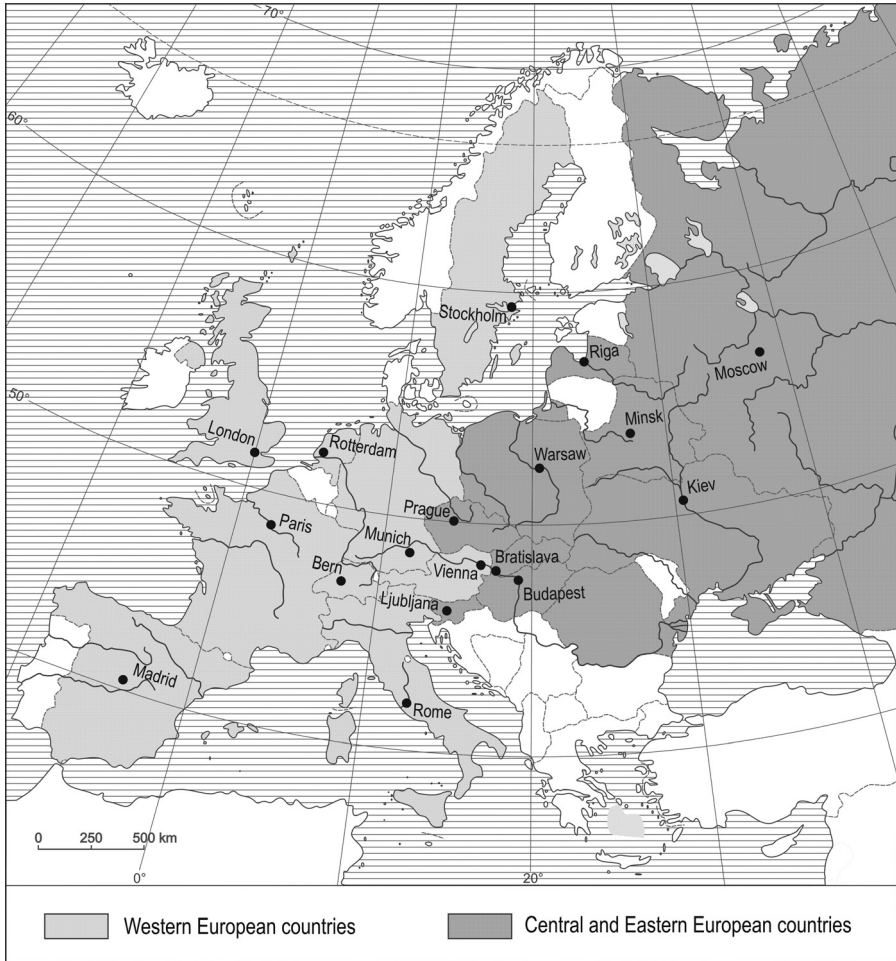 70°
60°
50°
Stockholm
Riga
Moscow
Minsk
London
Rotterdam
Warsaw
Kiev
Prague
Paris
Munich
Bratislava
Vienna
Bern
Budapest
Ljubljana
Madrid
Rome
0 250 500 km
0°
20°
Western European countries
Central and Eastern European countries